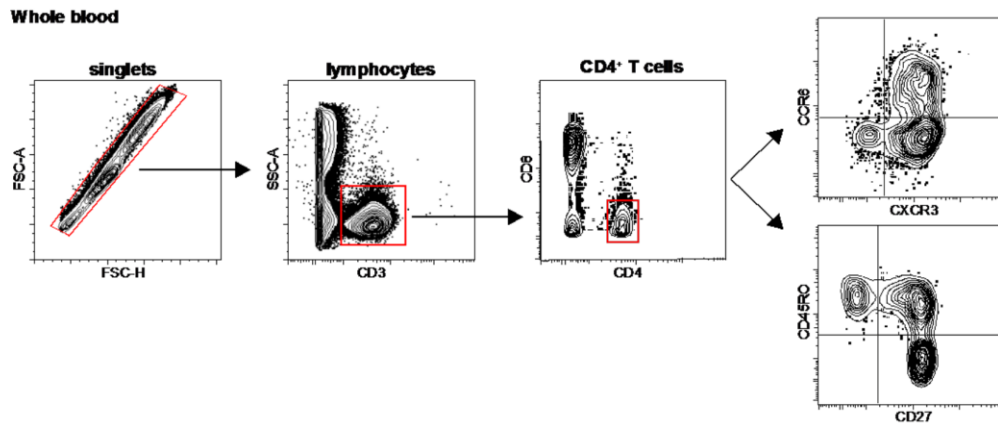 Whole blood
singlets
FSC-A
FSC-H
lymphocytes
SSC-A
CD3
CD4⁺ T cells
CD8
CD4
CCR6
CXCR3
CD45RO
CD27